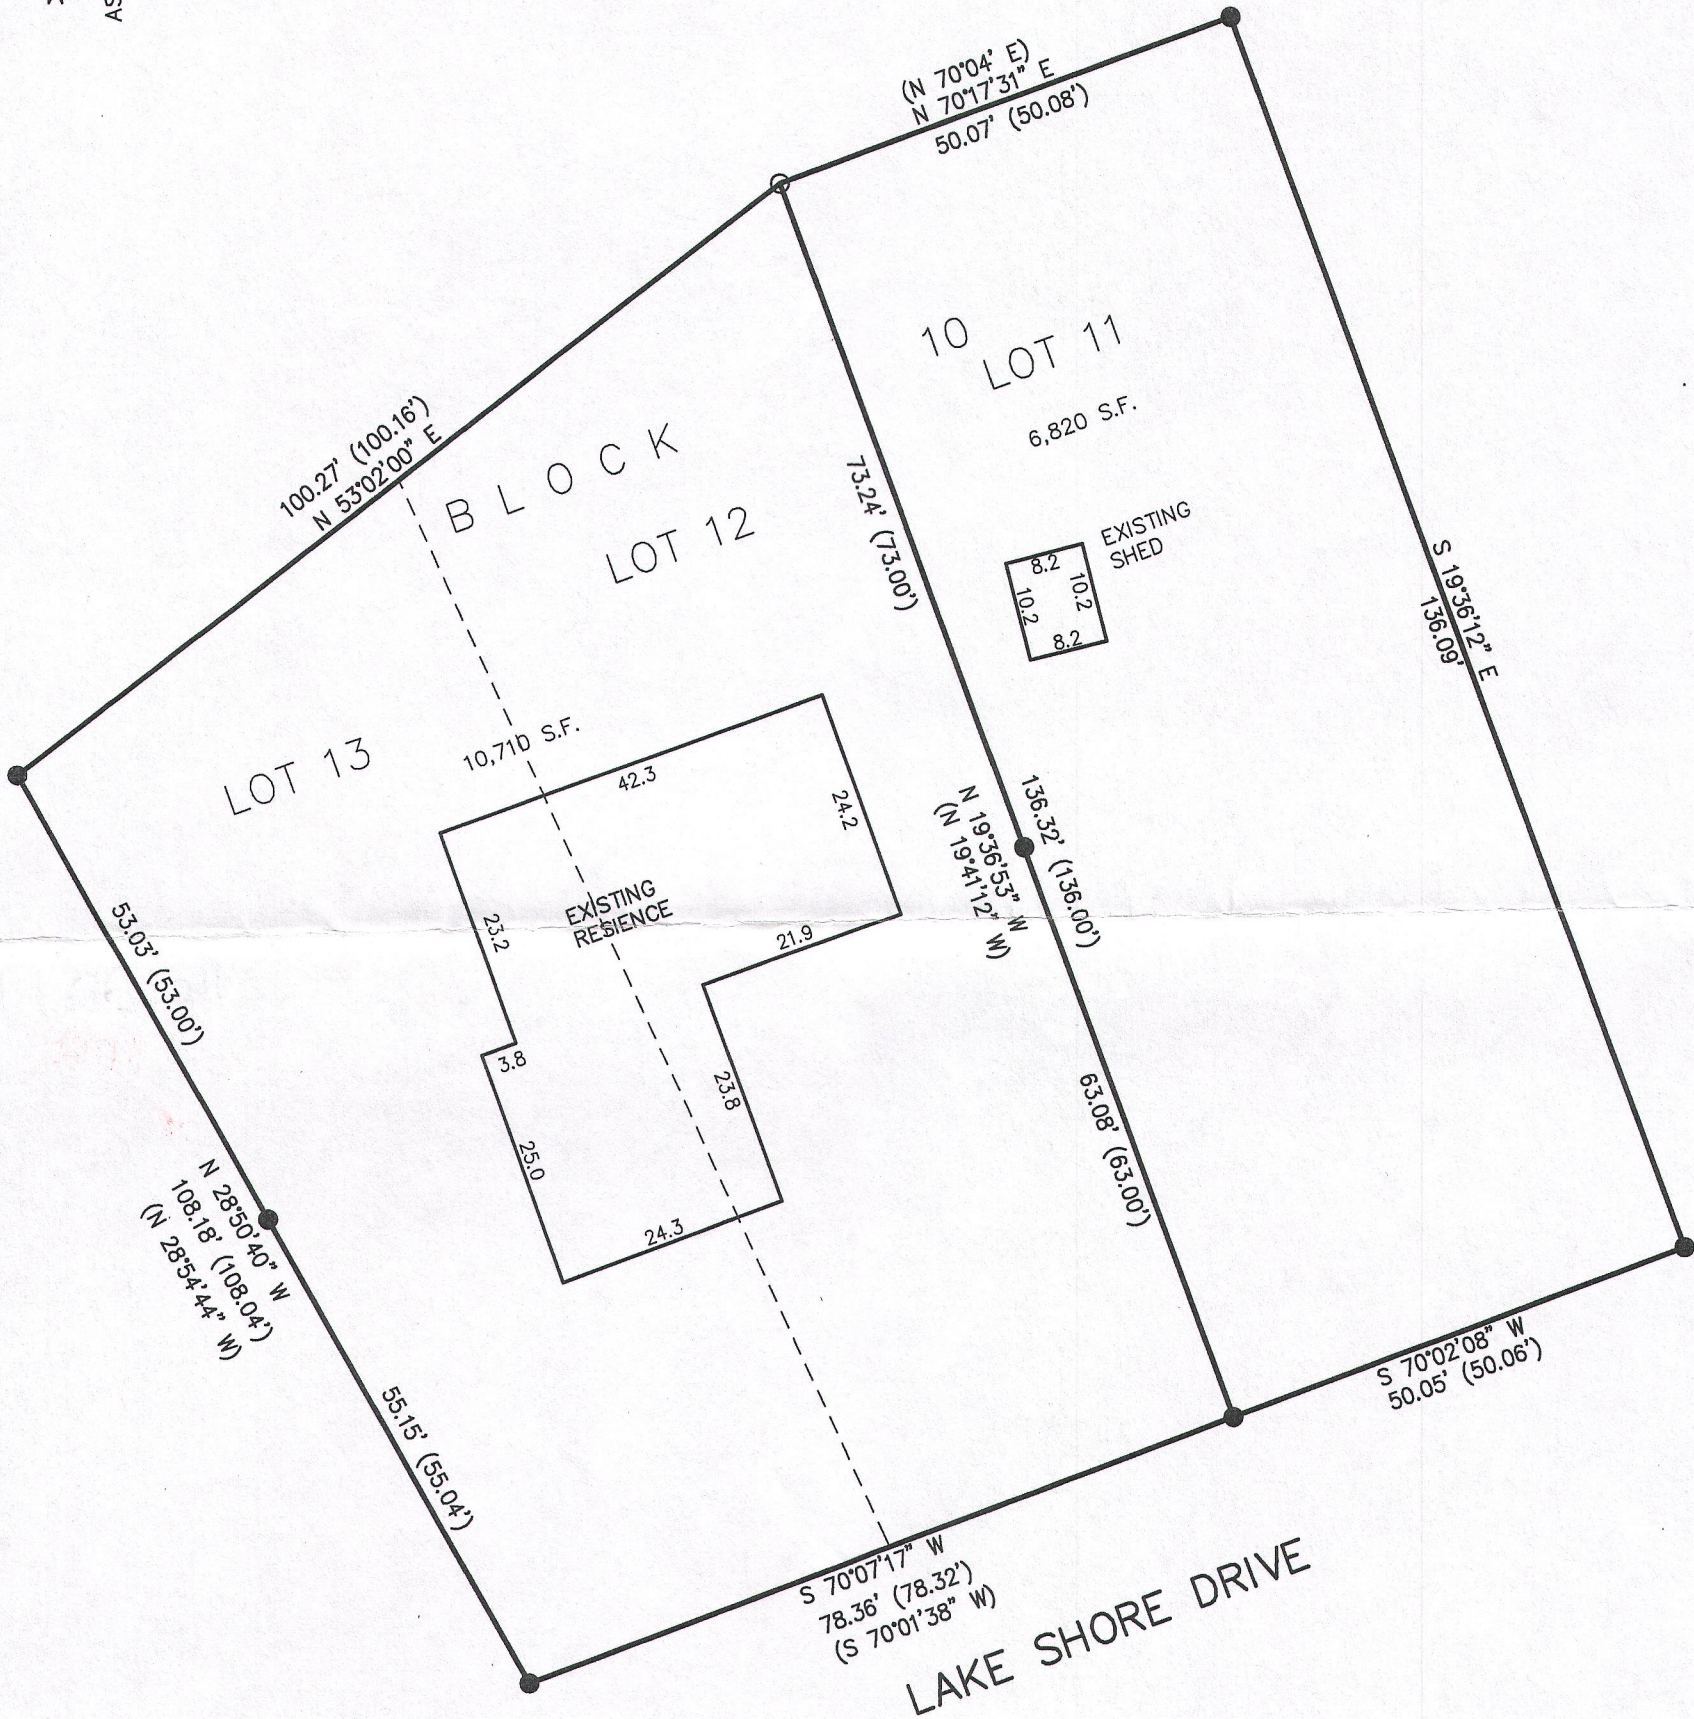 AS
(N 70°04' E)
N 70°17'31" E
50.07' (50.08')
10
LOT 11
6,820 S.F.
100.27' (100.16')
N 53°02'00" E
BLOCK
LOT 12
73.24' (73.00')
EXISTING
SHED
8.2
10.2
10.2
8.2
S 19°36'12" E
136.09'
LOT 13
10,710 S.F.
42.3
24.2
136.32' (136.00')
N 19°36'53" W
(N 19°41'12" W)
EXISTING
RESIENCE
23.2
21.9
53.03' (53.00')
3.8
23.8
63.08' (63.00')
25.0
24.3
N 28°50'40" W
108.18' (108.04')
(N 28°54'44" W)
55.15' (55.04')
S 70°02'08" W
50.05' (50.06')
S 70°07'17" W
78.36' (78.32')
(S 70°01'38" W)
LAKE SHORE DRIVE